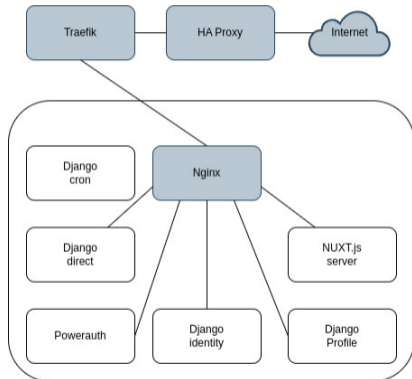 Traefik
HA Proxy
Internet
Django
cron
Nginx
Django
direct
NUXT.js
server
Powerauth
Django
identity
Django
Profile